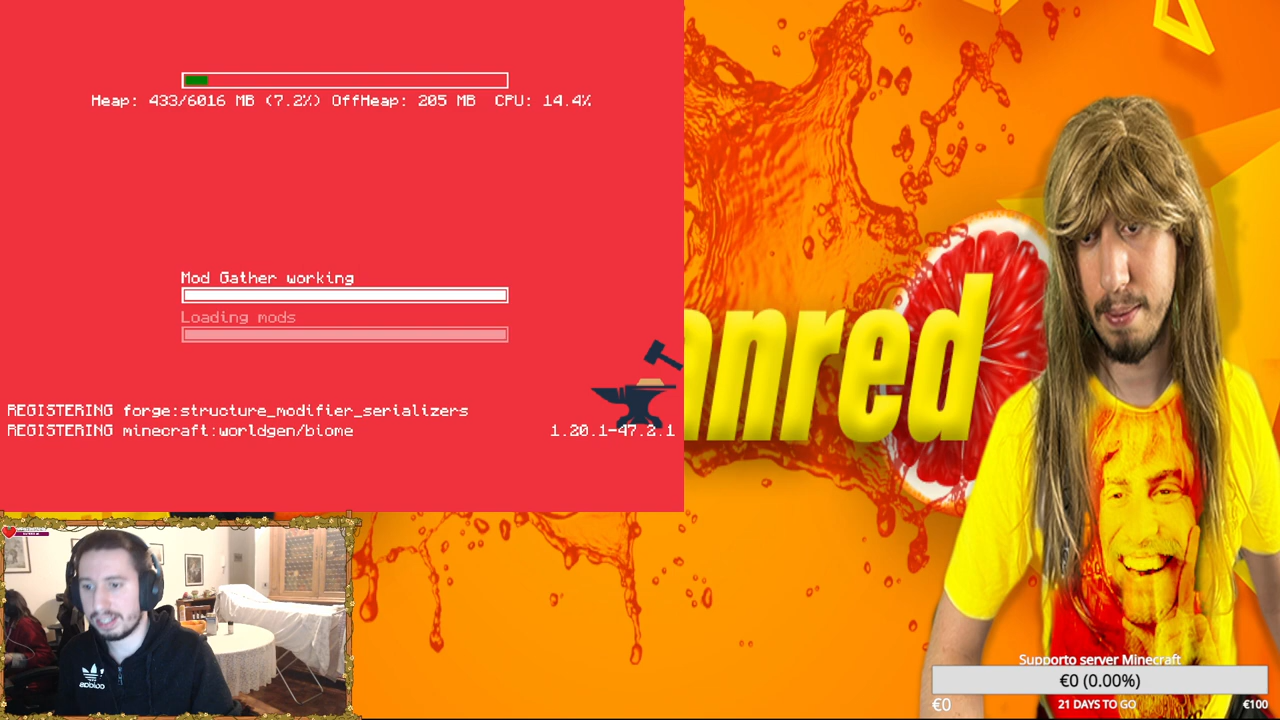 Heap: 433/6016 MB (7.2%) OffHeap: 205 MB CPU: 14.4%
Mod Gather working
Loading mods
REGISTERING forge:structure_modifier_serializers
REGISTERING minecraft:worldgen/biome
1.20.1-47.2.1
anred
adidas
Supporto server Minecraft
€0 (0.00%)
€0
21 DAYS TO GO
€100